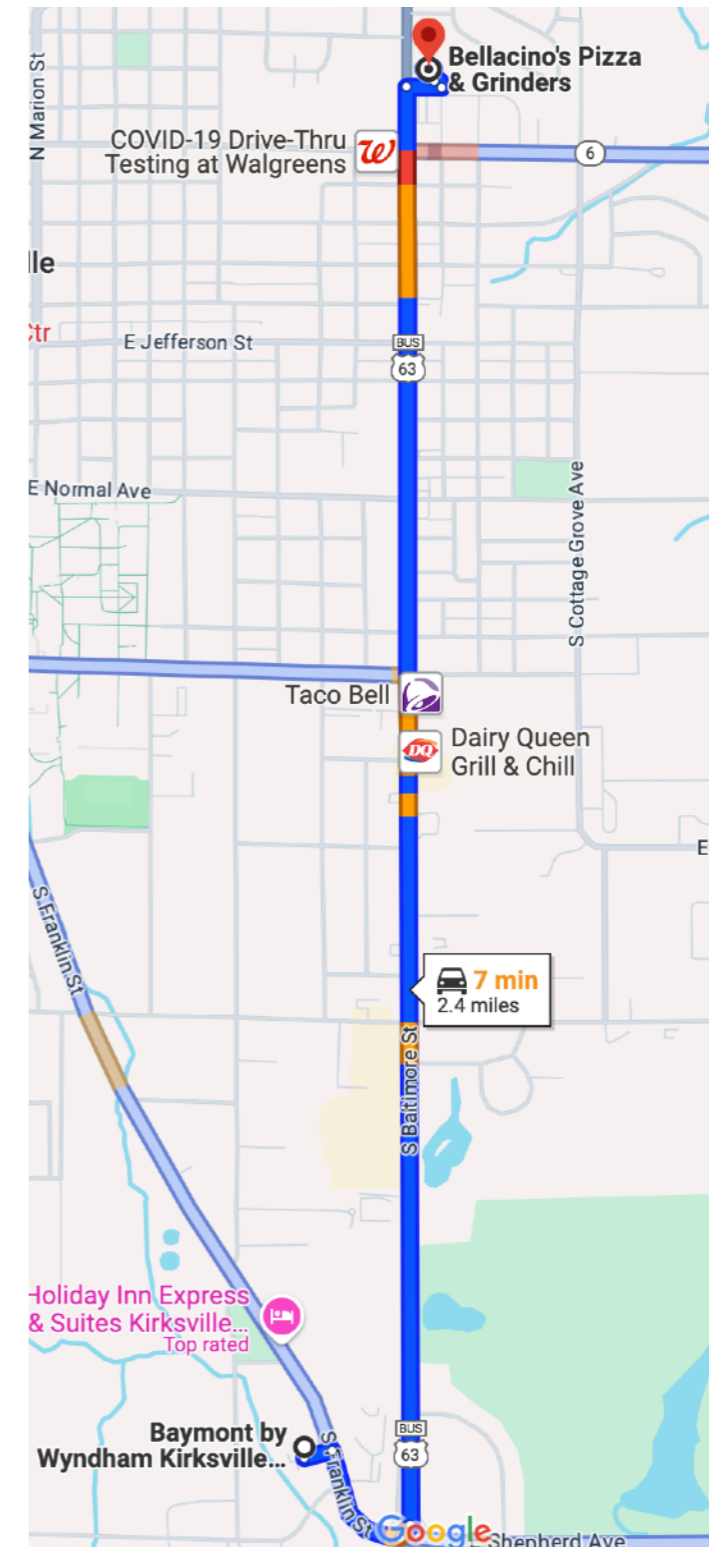 Bellacino's Pizza
& Grinders
N Marion St
COVID-19 Drive-Thru
Testing at Walgreens
W
6
lle
Ctr
E Jefferson St
BUS
63
E Normal Ave
S Cottage Grove Ave
Taco Bell
DQ
Dairy Queen
Grill & Chill
E
S Franklin St
7 min
2.4 miles
S Baltimore St
Holiday Inn Express
& Suites Kirksville...
Top rated
Baymont by
Wyndham Kirksville...
S Franklin St
BUS
63
Google
E Shepherd Ave